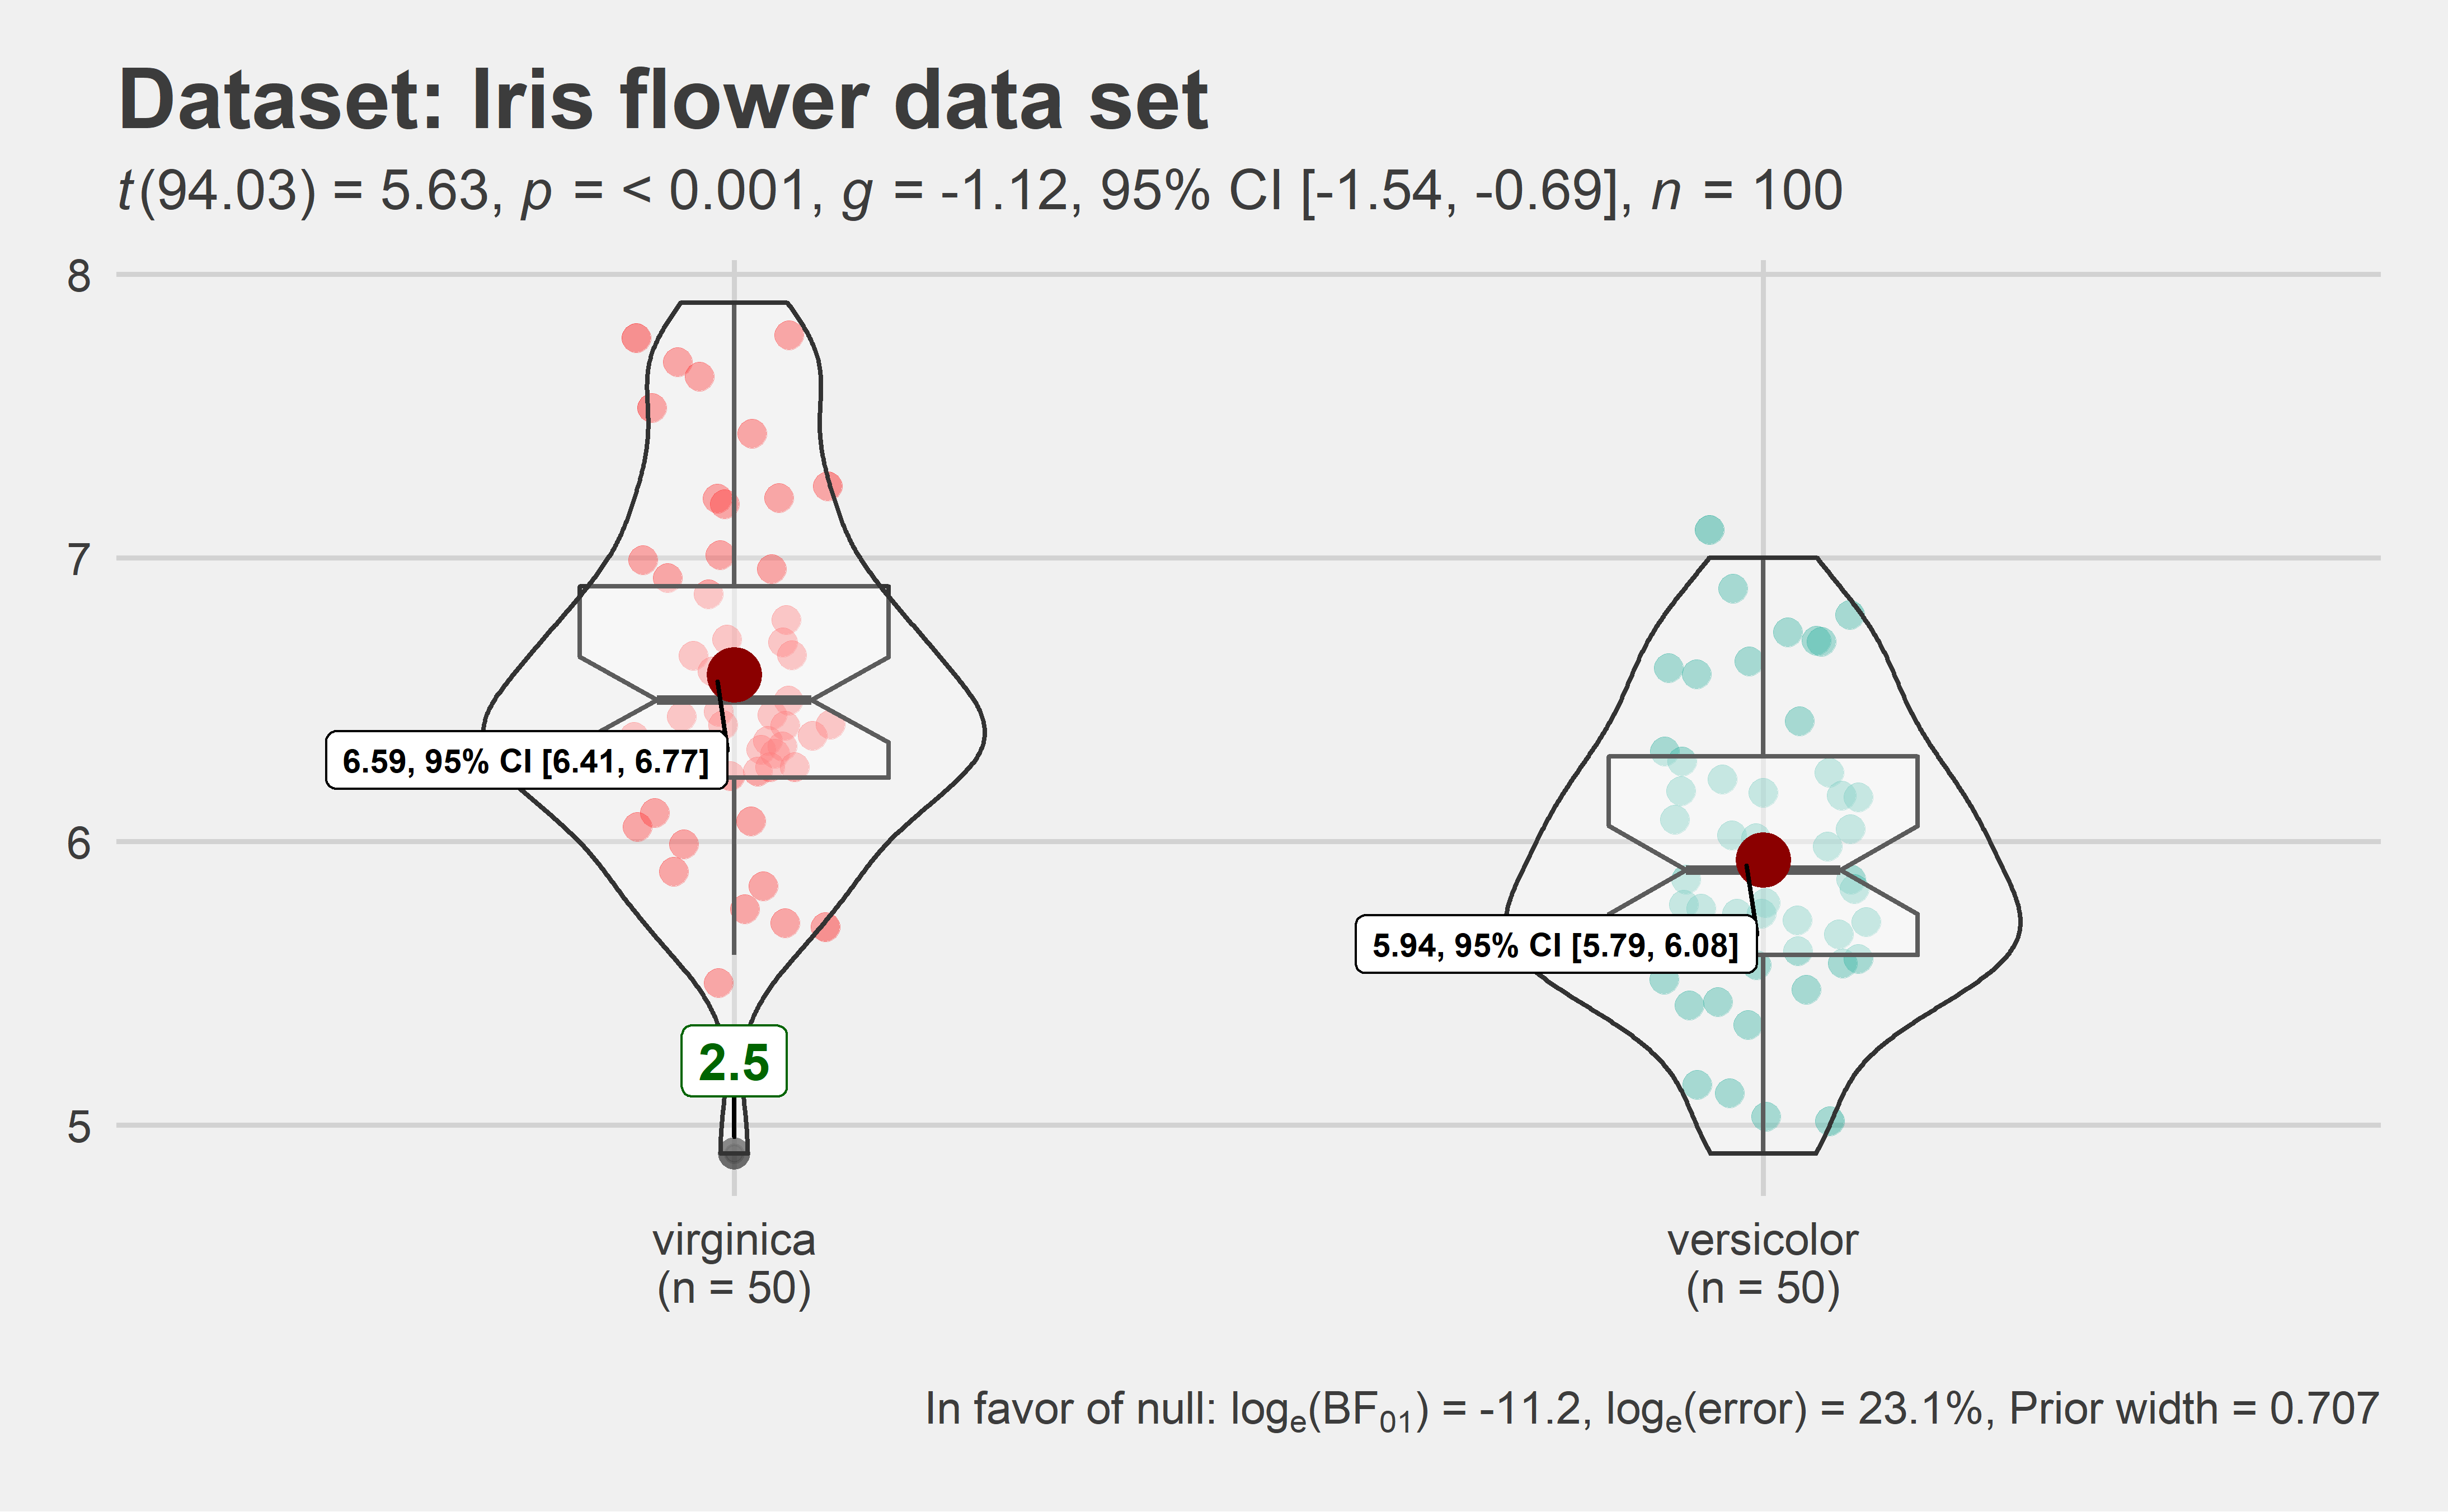 Dataset: Iris flower data set
t(94.03) = 5.63, p = < 0.001, g = -1.12, 95% CI [-1.54, -0.69], n = 100
8
7
6
5
6.59, 95% CI [6.41, 6.77]
5.94, 95% CI [5.79, 6.08]
2.5
virginica
(n = 50)
versicolor
(n = 50)
In favor of null: logₑ(BF₀₁) = -11.2, logₑ(error) = 23.1%, Prior width = 0.707